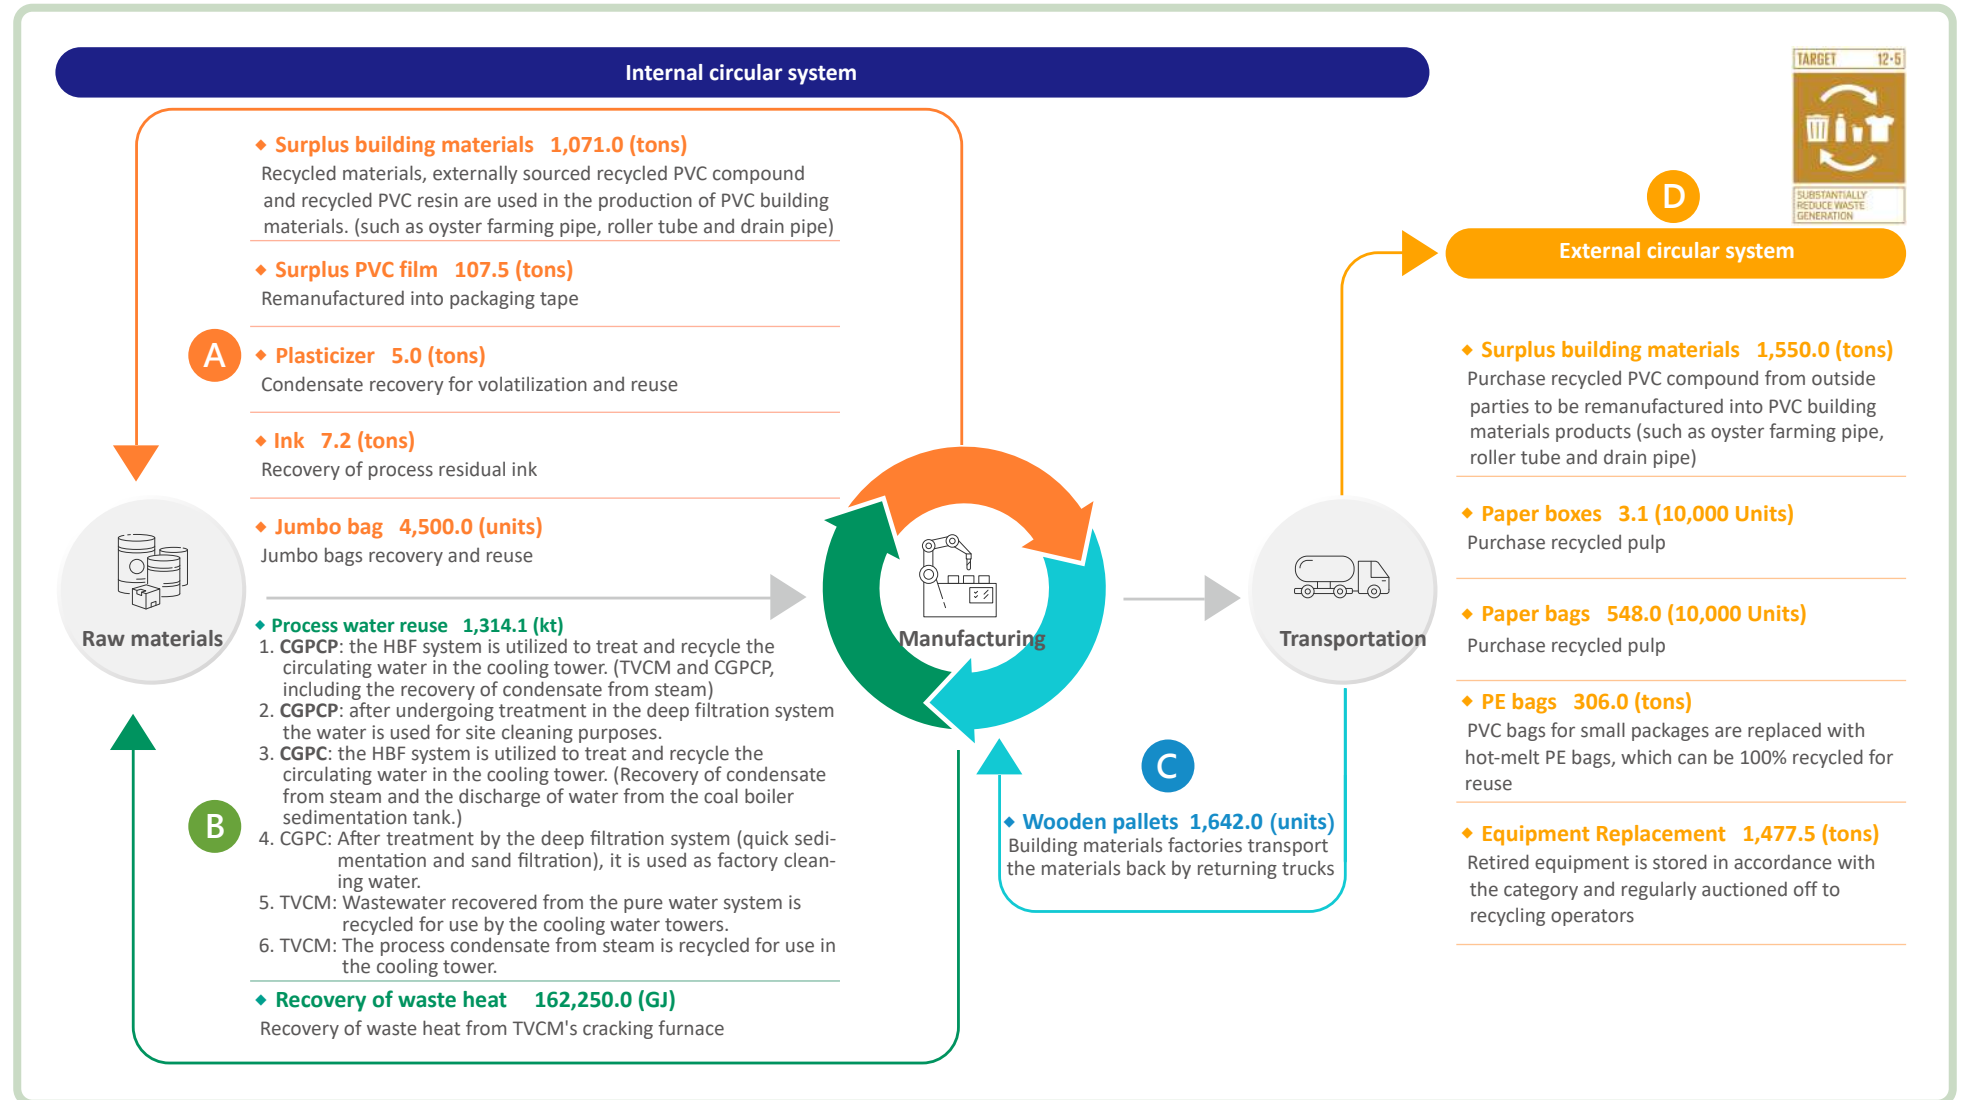 Internal circular system
TARGET 12·5
SUBSTANTIALLY
REDUCE WASTE
GENERATION
A
◆ Surplus building materials 1,071.0 (tons)
Recycled materials, externally sourced recycled PVC compound
and recycled PVC resin are used in the production of PVC building
materials. (such as oyster farming pipe, roller tube and drain pipe)
◆ Surplus PVC film 107.5 (tons)
Remanufactured into packaging tape
◆ Plasticizer 5.0 (tons)
Condensate recovery for volatilization and reuse
◆ Ink 7.2 (tons)
Recovery of process residual ink
◆ Jumbo bag 4,500.0 (units)
Jumbo bags recovery and reuse
Raw materials
Manufacturing
Transportation
B
◆ Process water reuse 1,314.1 (kt)
1. CGPCP: the HBF system is utilized to treat and recycle the
circulating water in the cooling tower. (TVCM and CGPCP,
including the recovery of condensate from steam)
2. CGPCP: after undergoing treatment in the deep filtration system
the water is used for site cleaning purposes.
3. CGPC: the HBF system is utilized to treat and recycle the
circulating water in the cooling tower. (Recovery of condensate
from steam and the discharge of water from the coal boiler
sedimentation tank.)
4. CGPC: After treatment by the deep filtration system (quick sedi-
mentation and sand filtration), it is used as factory clean-
ing water.
5. TVCM: Wastewater recovered from the pure water system is
recycled for use by the cooling water towers.
6. TVCM: The process condensate from steam is recycled for use in
the cooling tower.
◆ Recovery of waste heat 162,250.0 (GJ)
Recovery of waste heat from TVCM's cracking furnace
C
◆ Wooden pallets 1,642.0 (units)
Building materials factories transport
the materials back by returning trucks
D
External circular system
◆ Surplus building materials 1,550.0 (tons)
Purchase recycled PVC compound from outside
parties to be remanufactured into PVC building
materials products (such as oyster farming pipe,
roller tube and drain pipe)
◆ Paper boxes 3.1 (10,000 Units)
Purchase recycled pulp
◆ Paper bags 548.0 (10,000 Units)
Purchase recycled pulp
◆ PE bags 306.0 (tons)
PVC bags for small packages are replaced with
hot-melt PE bags, which can be 100% recycled for
reuse
◆ Equipment Replacement 1,477.5 (tons)
Retired equipment is stored in accordance with
the category and regularly auctioned off to
recycling operators